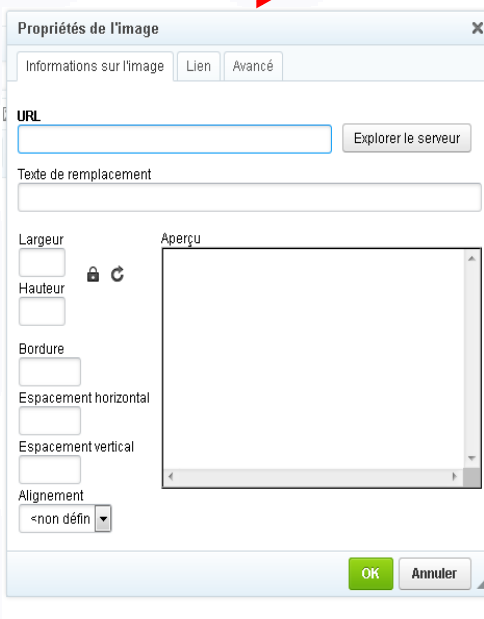 Propriétés de l'image
Informations sur l'image Lien Avancé
URL
Explorer le serveur
Texte de remplacement
Largeur
Aperçu
Hauteur
Bordure
Espacement horizontal
Espacement vertical
Alignement
<non défin
OK Annuler